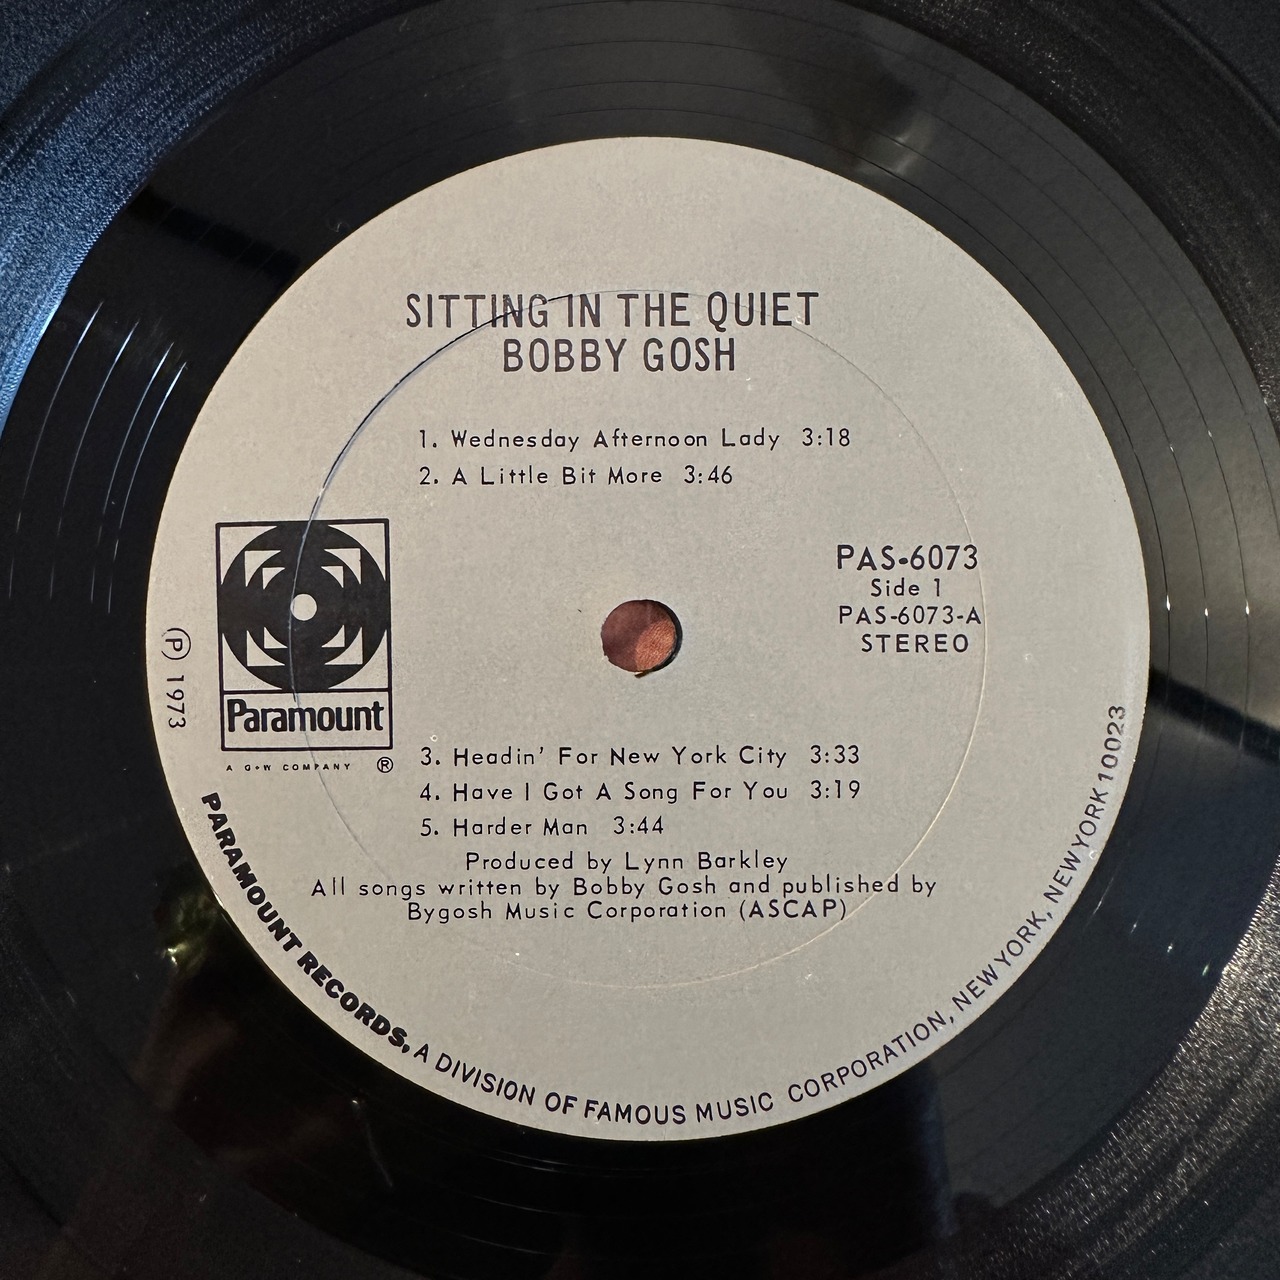 SITTING IN THE QUIET
BOBBY GOSH
1. Wednesday Afternoon Lady 3:18
2. A Little Bit More 3:46
PAS-6073
Side 1
PAS-6073-A
STEREO
Paramount
A G+W COMPANY ®
Ⓟ 1973
3. Headin' For New York City 3:33
4. Have I Got A Song For You 3:19
5. Harder Man 3:44
Produced by Lynn Barkley
All songs written by Bobby Gosh and published by
Bygosh Music Corporation (ASCAP)
PARAMOUNT RECORDS, A DIVISION OF FAMOUS MUSIC CORPORATION, NEW YORK, NEW YORK 10023